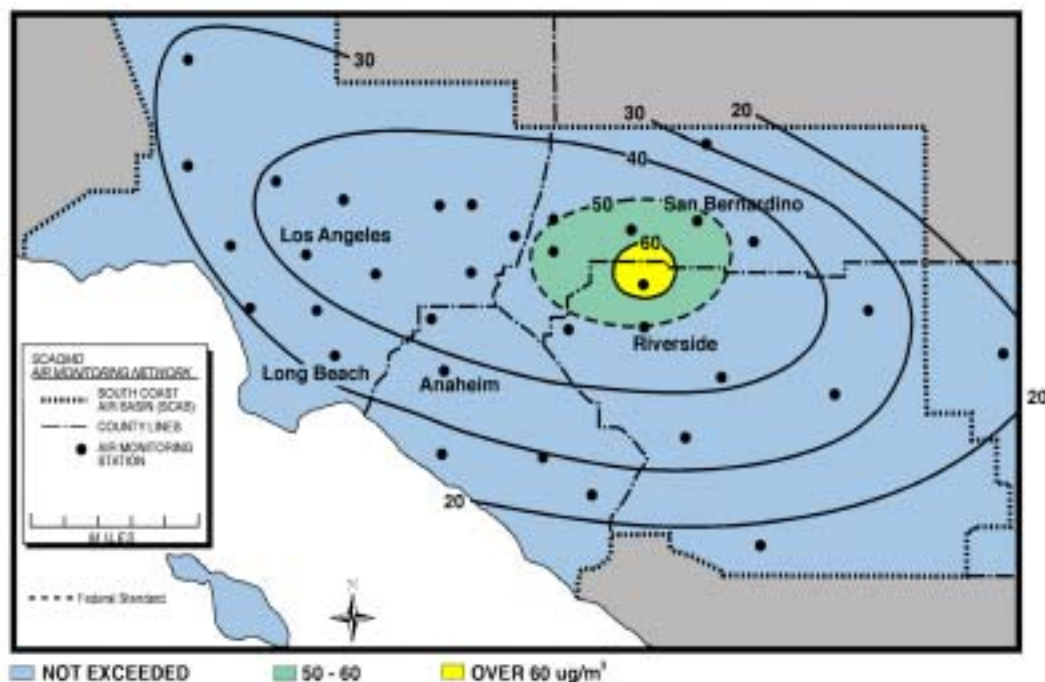 30
20
30
40
50
San Bernardino
60
Los Angeles
Riverside
Long Beach
Anaheim
20
20
SCAQMD
AIR MONITORING NETWORK
SOUTH COAST
AIR BASIN (SCAB)
COUNTY LINES
AIR MONITORING
STATION
MILES
N
Federal Standard
NOT EXCEEDED
50 - 60
OVER 60 ug/m³